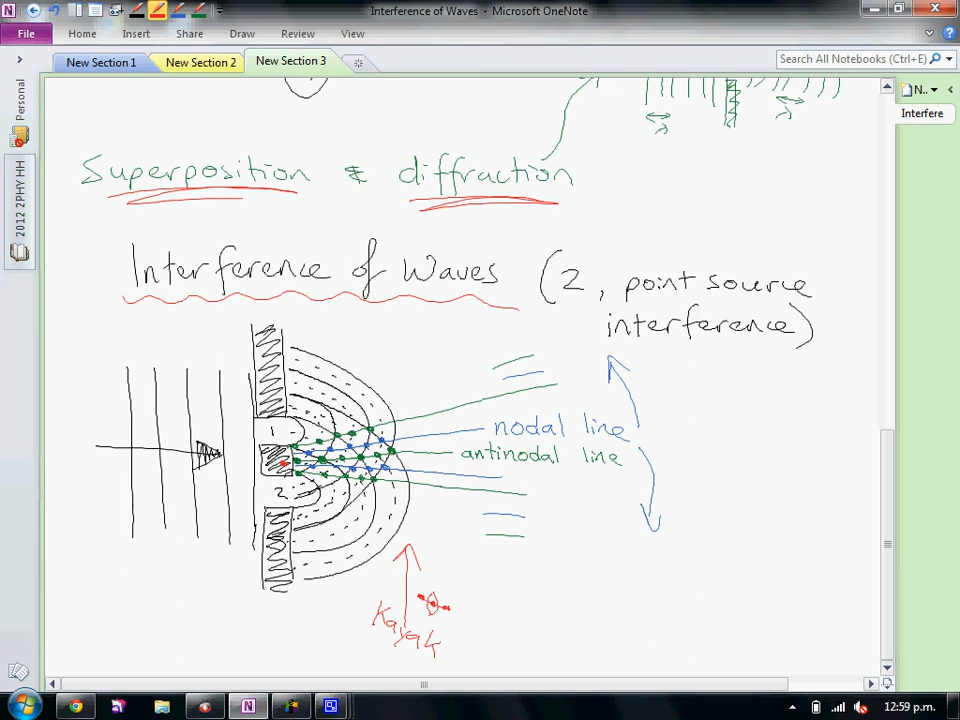 Interference of Waves - Microsoft OneNote
File Home Insert Share Draw Review View
New Section 1 New Section 2 New Section 3
Search All Notebooks (Ctrl+E)
N..
Interfere
Personal
2012 2PHY HH
λ λ
Superposition & diffraction
Interference of Waves (2, point source
interference)
1
nodal line
antinodal line
2
Kayak
12:59 p.m.